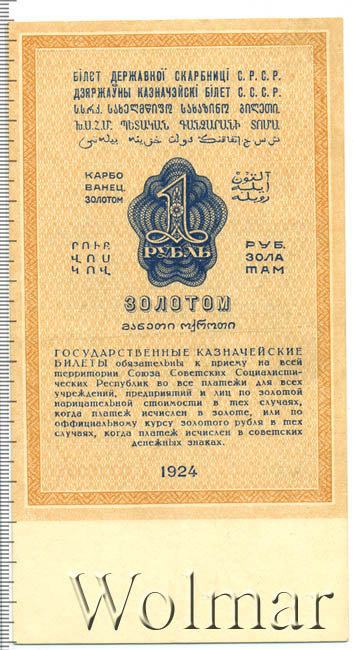 БІЛЕТ ДЕРЖАВНОЇ СКАРБНИЦІ С.Р.С.Р.
ДЗЯРЖАЎНЫ КАЗНАЧЭЙСКІ БІЛЕТ С.С.С.Р.
КАРБО
ВАНЕЦ.
ЗОЛОТОМ
1
РУБЛЬ
РУБ.
ЗОЛА
ТАМ
ЗОЛОТОМ
მანეთი ოქროთი
ГОСУДАРСТВЕННЫЕ КАЗНАЧЕЙСКИЕ
БИЛЕТЫ обязательны к приему на всей
территории Союза Советских Социалисти-
ческих Республик во все платежи для всех
учреждений, предприятий и лиц по золотой
нарицательной стоимости в тех случаях,
когда платеж исчислен в золоте, или по
оффициальному курсу золотого рубля в тех
случаях, когда платеж исчислен в советских
денежных знаках.
1924
Wolmar